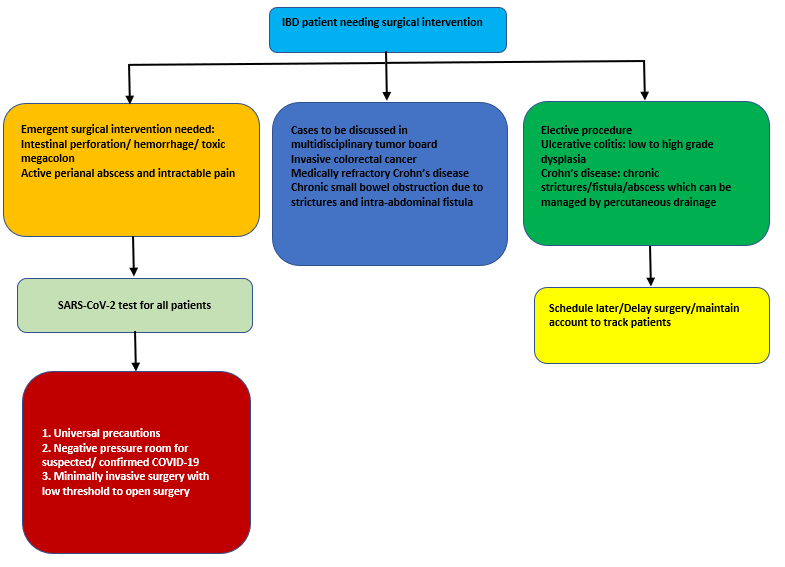 IBD patient needing surgical intervention
Emergent surgical intervention needed:
Intestinal perforation/ hemorrhage/ toxic
megacolon
Active perianal abscess and intractable pain
Cases to be discussed in
multidisciplinary tumor board
Invasive colorectal cancer
Medically refractory Crohn's disease
Chronic small bowel obstruction due to
strictures and intra-abdominal fistula
Elective procedure
Ulcerative colitis: low to high grade
dysplasia
Crohn's disease: chronic
strictures/fistula/abscess which can be
managed by percutaneous drainage
SARS-CoV-2 test for all patients
Schedule later/Delay surgery/maintain
account to track patients
1. Universal precautions
2. Negative pressure room for
suspected/ confirmed COVID-19
3. Minimally invasive surgery with
low threshold to open surgery